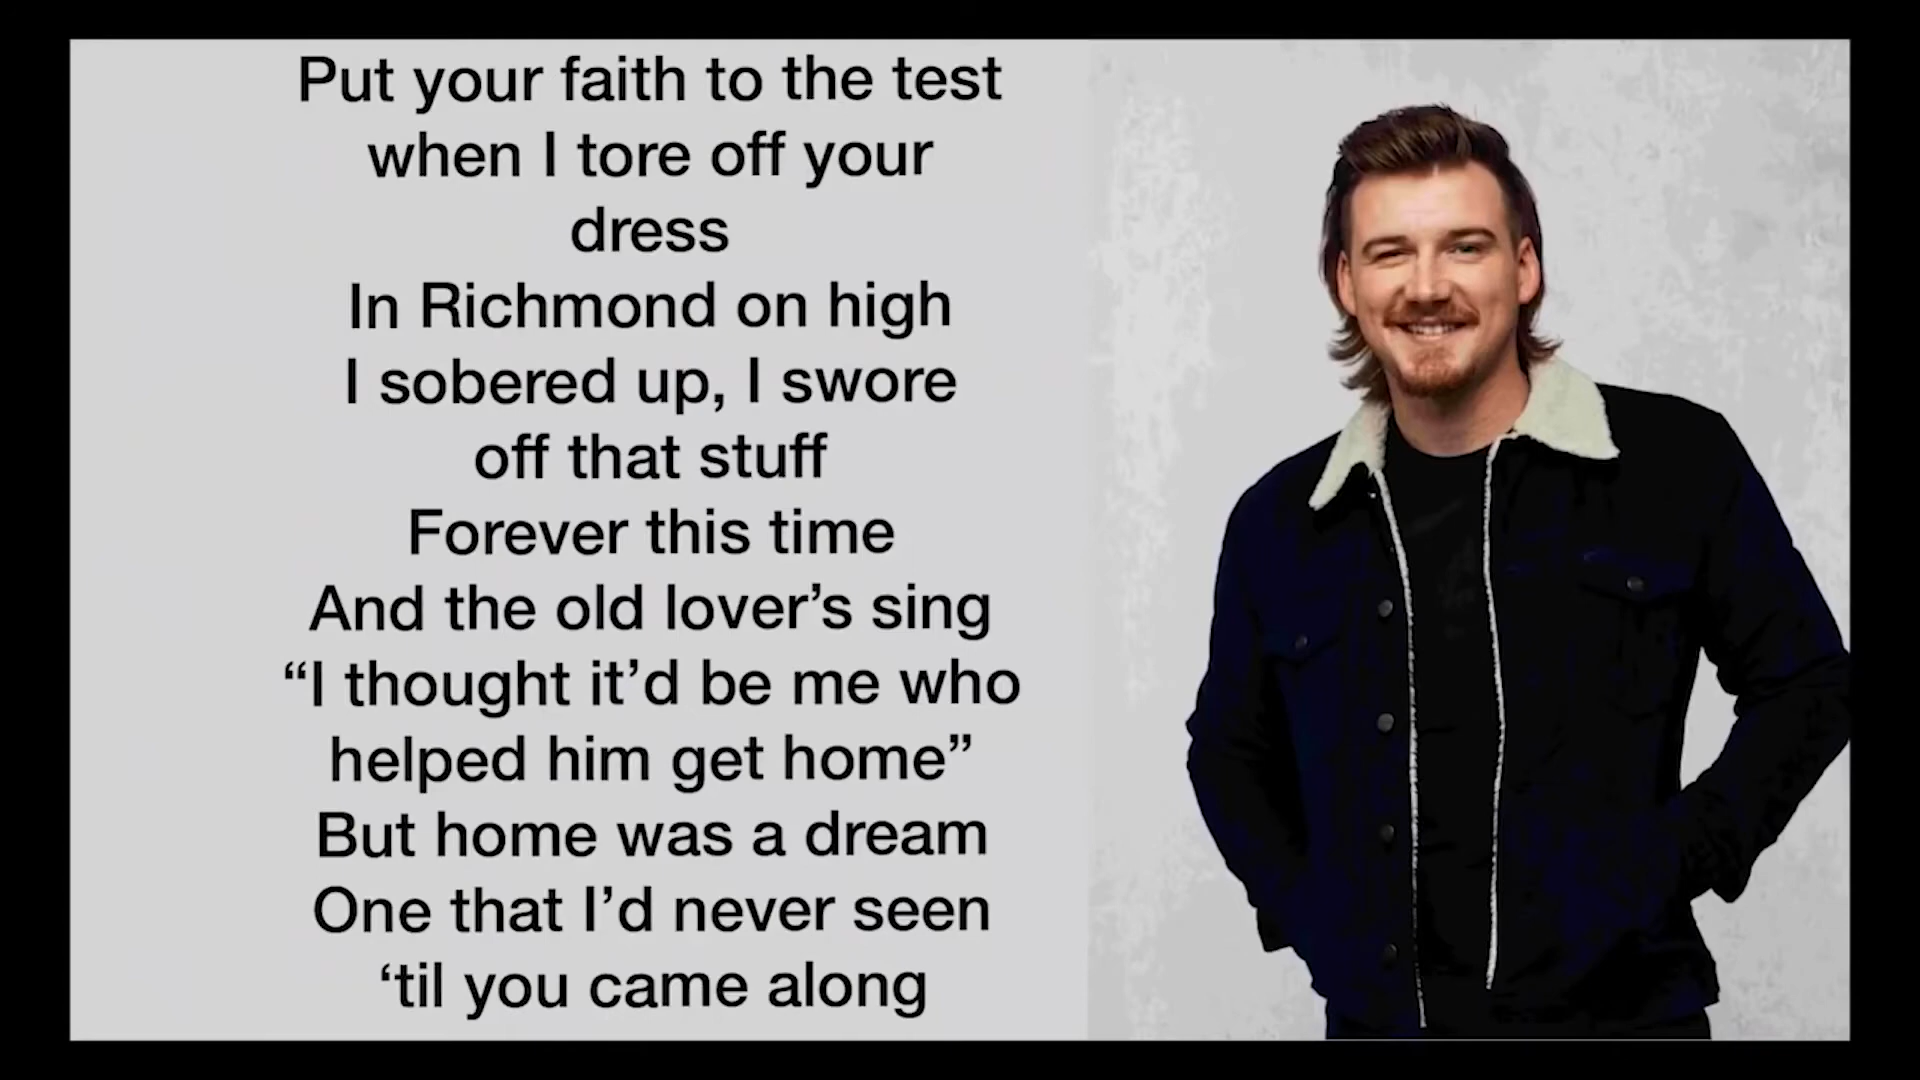 Put your faith to the test
when I tore off your
dress
In Richmond on high
I sobered up, I swore
off that stuff
Forever this time
And the old lover’s sing
“I thought it’d be me who
helped him get home”
But home was a dream
One that I’d never seen
‘til you came along